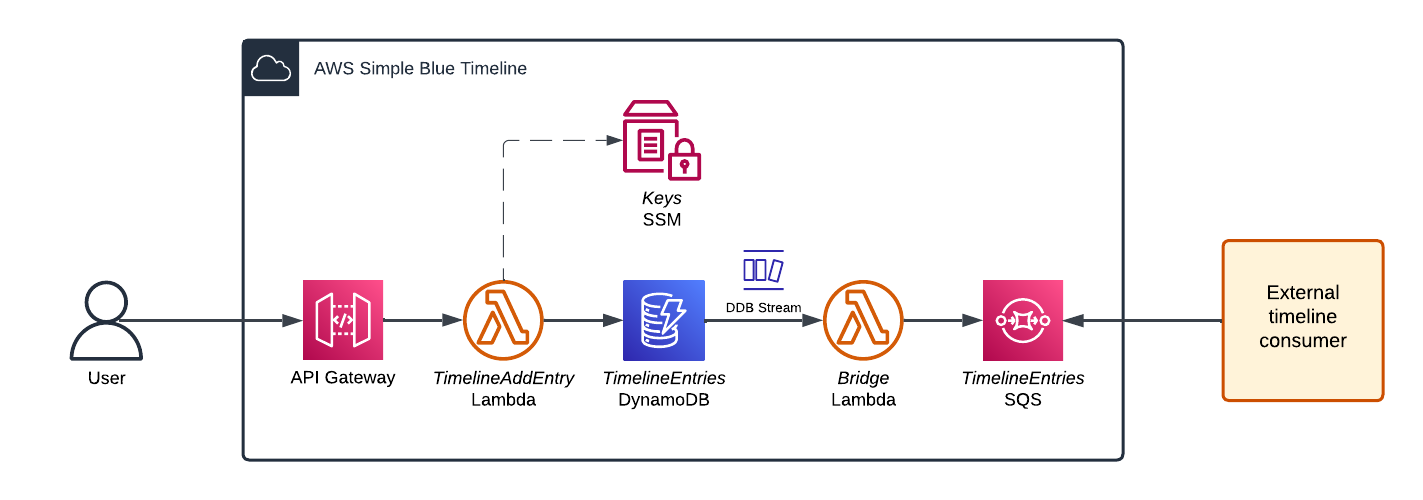 AWS Simple Blue Timeline
Keys
SSM
DDB Stream
User
API Gateway
TimelineAddEntry
Lambda
TimelineEntries
DynamoDB
Bridge
Lambda
TimelineEntries
SQS
External
timeline
consumer